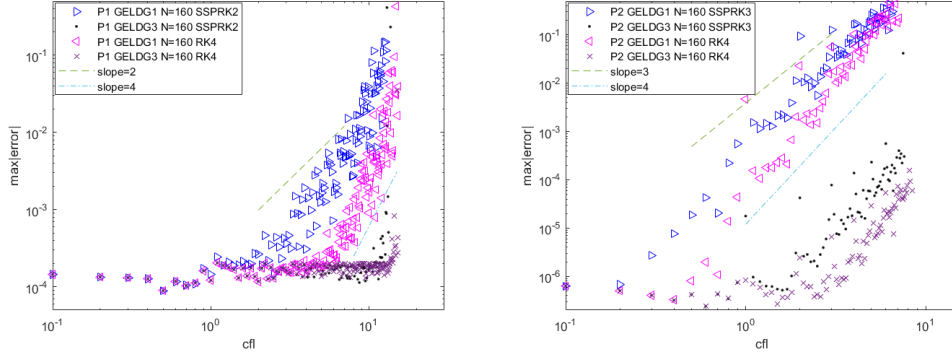 P1 GELDG1 N=160 SSPRK2
P1 GELDG3 N=160 SSPRK2
P1 GELDG1 N=160 RK4
P1 GELDG3 N=160 RK4
slope=2
slope=4
10^-1
10^-2
10^-3
10^-4
max|error|
10^-1
10^0
10^1
cfl
P2 GELDG1 N=160 SSPRK3
P2 GELDG3 N=160 SSPRK3
P2 GELDG1 N=160 RK4
P2 GELDG3 N=160 RK4
slope=3
slope=4
10^-1
10^-2
10^-3
10^-4
10^-5
10^-6
max|error|
10^-1
10^0
10^1
cfl